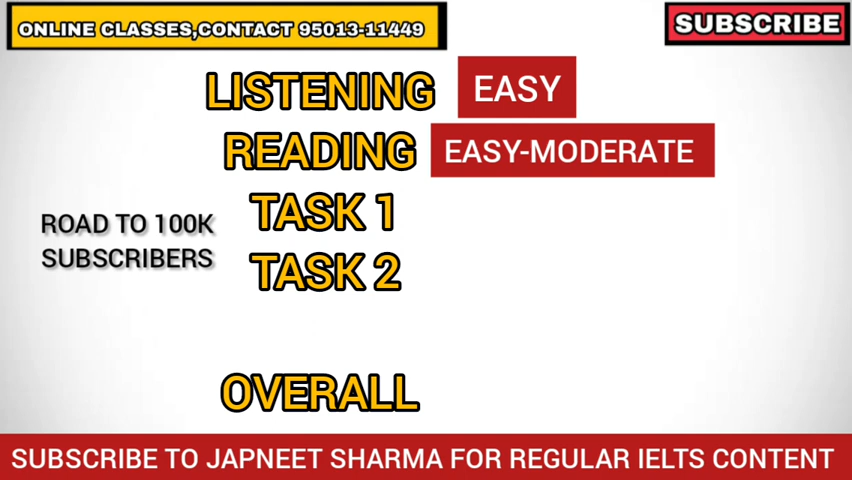 ONLINE CLASSES,CONTACT 95013-11449
SUBSCRIBE
LISTENING EASY
READING EASY-MODERATE
TASK 1
ROAD TO 100K
SUBSCRIBERS
TASK 2
OVERALL
SUBSCRIBE TO JAPNEET SHARMA FOR REGULAR IELTS CONTENT